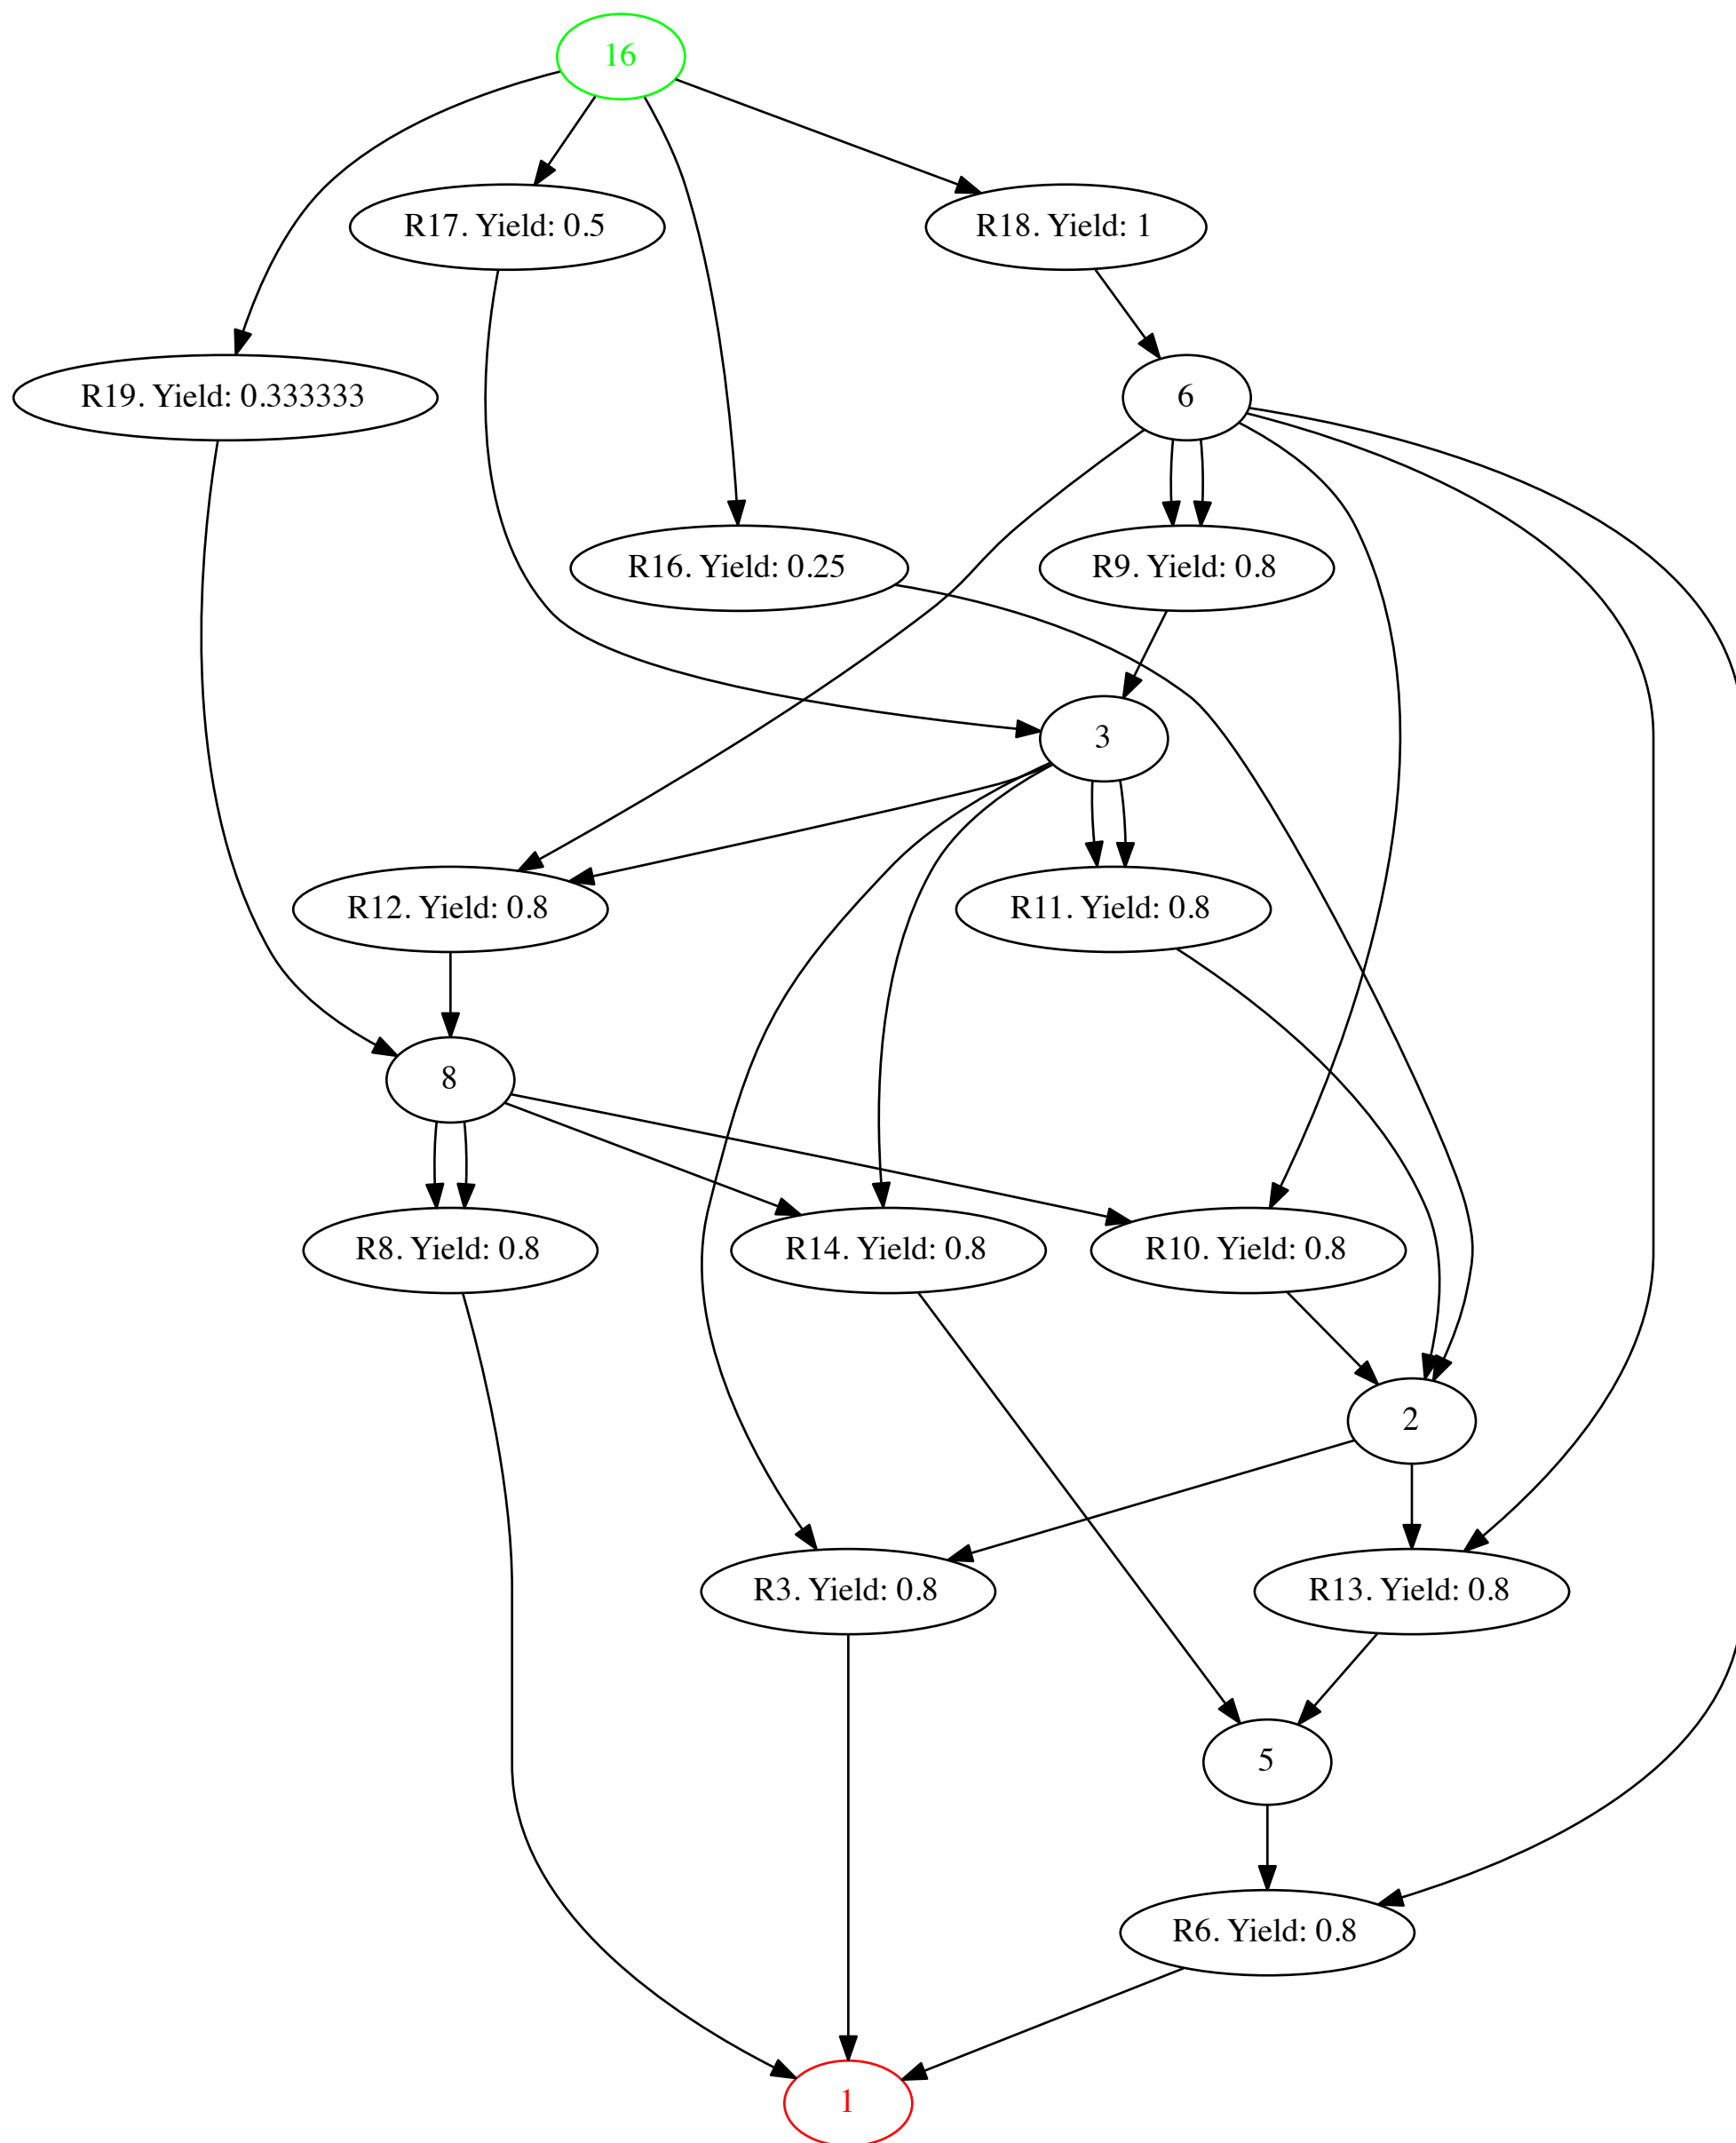 16
R17. Yield: 0.5
R18. Yield: 1
R19. Yield: 0.333333
6
R16. Yield: 0.25
R9. Yield: 0.8
3
R12. Yield: 0.8
R11. Yield: 0.8
8
R8. Yield: 0.8
R14. Yield: 0.8
R10. Yield: 0.8
2
R3. Yield: 0.8
R13. Yield: 0.8
5
R6. Yield: 0.8
1